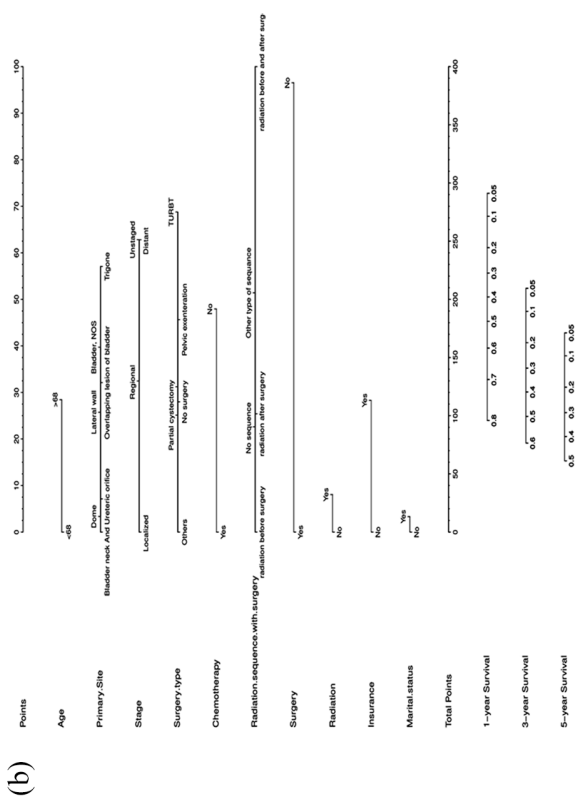 (b)
Points
0 10 20 30 40 50 60 70 80 90 100
Age
>68
<68
Primary.Site
Dome Lateral wall Bladder, NOS
Bladder neck And Ureteric orifice Overlapping lesion of bladder Trigone
Stage
Regional Unstaged
Localized Distant
Surgery.type
Partial cystectomy TURBT
Others No surgery Pelvic exenteration
Chemotherapy
No
Yes
Radiation.sequence.with.surgery
No sequence Other type of sequance
radiation before surgery radiation after surgery radiation before and after surg
Surgery
No
Yes
Radiation
Yes
No
Insurance
Yes
No
Marital.status
Yes
No
Total Points
0 50 100 150 200 250 300 350 400
1−year Survival
0.8 0.7 0.6 0.5 0.4 0.3 0.2 0.1 0.05
3−year Survival
0.6 0.5 0.4 0.3 0.2 0.1 0.05
5−year Survival
0.5 0.4 0.3 0.2 0.1 0.05